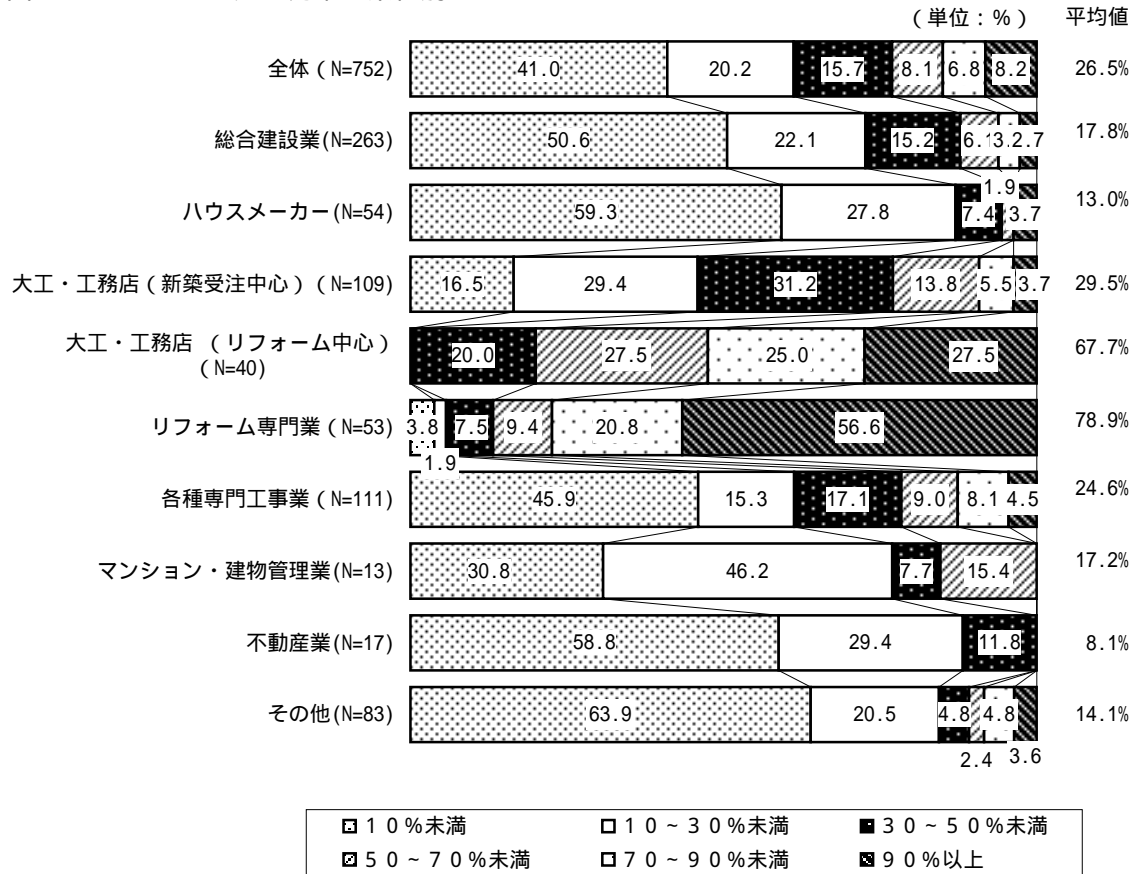 (単位:%) 平均値
全体(N=752) 41.0 20.2 15.7 8.1 6.8 8.2 26.5%
総合建設業(N=263) 50.6 22.1 15.2 6.1 3.2 2.7 17.8%
1.9
ハウスメーカー(N=54) 59.3 27.8 7.4 3.7 13.0%
大工・工務店(新築受注中心)(N=109) 16.5 29.4 31.2 13.8 5.5 3.7 29.5%
大工・工務店 (リフォーム中心)
(N=40) 20.0 27.5 25.0 27.5 67.7%
リフォーム専門業(N=53) 3.8 7.5 9.4 20.8 56.6 78.9%
1.9
各種専門工事業(N=111) 45.9 15.3 17.1 9.0 8.1 4.5 24.6%
マンション・建物管理業(N=13) 30.8 46.2 7.7 15.4 17.2%
不動産業(N=17) 58.8 29.4 11.8 8.1%
その他(N=83) 63.9 20.5 4.8 4.8 14.1%
2.4 3.6
10%未満 10~30%未満 30~50%未満
50~70%未満 70~90%未満 90%以上